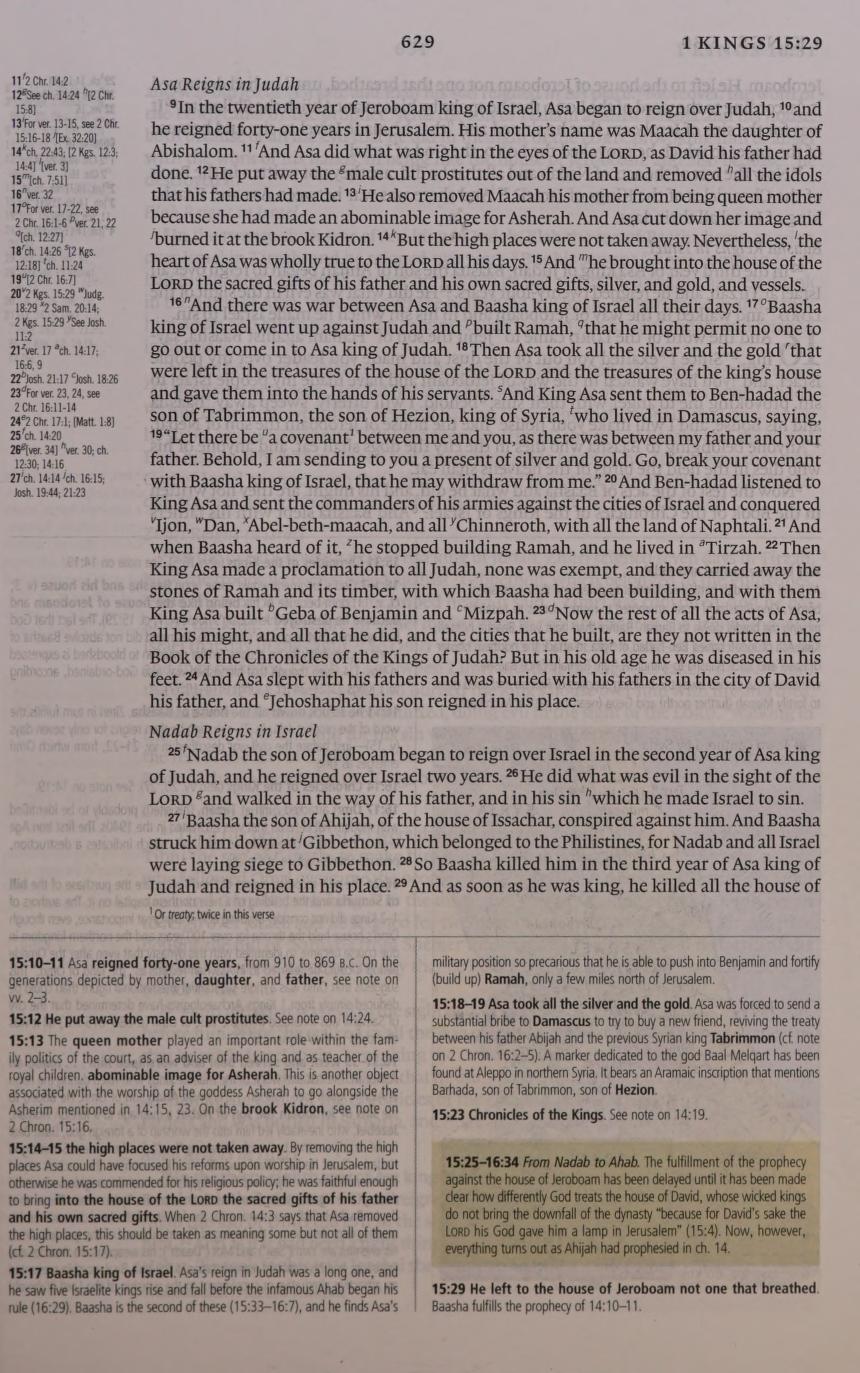 629
1 KINGS 15:29
11 l 2 Chr. 14:2
12 g See ch. 14:24 h [2 Chr.
15:8]
13 i For ver. 13-15, see 2 Chr.
15:16-18 j [Ex. 32:20]
14 k ch. 22:43; [2 Kgs. 12:3;
14:4] l [ver. 3]
15 m [ch. 7:51]
16 n ver. 32
17 o For ver. 17-22, see
2 Chr. 16:1-6 p ver. 21, 22
q [ch. 12:27]
18 r ch. 14:26 s [2 Kgs.
12:18] t ch. 11:24
19 u [2 Chr. 16:7]
20 v 2 Kgs. 15:29 w Judg.
18:29 x 2 Sam. 20:14;
2 Kgs. 15:29 y See Josh.
11:2
21 z ver. 17 a ch. 14:17;
16:6, 9
22 b Josh. 21:17 c Josh. 18:26
23 d For ver. 23, 24, see
2 Chr. 16:11-14
24 e 2 Chr. 17:1; [Matt. 1:8]
25 f ch. 14:20
26 g [ver. 34] h ver. 30; ch.
12:30; 14:16
27 i ch. 14:14 j ch. 16:15;
Josh. 19:44; 21:23
Asa Reigns in Judah
9 In the twentieth year of Jeroboam king of Israel, Asa began to reign over Judah, 10 and
he reigned forty-one years in Jerusalem. His mother's name was Maacah the daughter of
Abishalom. 11 f And Asa did what was right in the eyes of the LORD, as David his father had
done. 12 He put away the g male cult prostitutes out of the land and removed h all the idols
that his fathers had made. 13 i He also removed Maacah his mother from being queen mother
because she had made an abominable image for Asherah. And Asa cut down her image and
j burned it at the brook Kidron. 14 k But the high places were not taken away. Nevertheless, l the
heart of Asa was wholly true to the LORD all his days. 15 And m he brought into the house of the
LORD the sacred gifts of his father and his own sacred gifts, silver, and gold, and vessels.
16 n And there was war between Asa and Baasha king of Israel all their days. 17 o Baasha
king of Israel went up against Judah and p built Ramah, q that he might permit no one to
go out or come in to Asa king of Judah. 18 Then Asa took all the silver and the gold r that
were left in the treasures of the house of the LORD and the treasures of the king's house
and gave them into the hands of his servants. s And King Asa sent them to Ben-hadad the
son of Tabrimmon, the son of Hezion, king of Syria, t who lived in Damascus, saying,
19 "Let there be u a covenant 1 between me and you, as there was between my father and your
father. Behold, I am sending to you a present of silver and gold. Go, break your covenant
with Baasha king of Israel, that he may withdraw from me." 20 And Ben-hadad listened to
King Asa and sent the commanders of his armies against the cities of Israel and conquered
v Ijon, w Dan, x Abel-beth-maacah, and all y Chinneroth, with all the land of Naphtali. 21 And
when Baasha heard of it, z he stopped building Ramah, and he lived in a Tirzah. 22 Then
King Asa made a proclamation to all Judah, none was exempt, and they carried away the
stones of Ramah and its timber, with which Baasha had been building, and with them
King Asa built b Geba of Benjamin and c Mizpah. 23 d Now the rest of all the acts of Asa,
all his might, and all that he did, and the cities that he built, are they not written in the
Book of the Chronicles of the Kings of Judah? But in his old age he was diseased in his
feet. 24 And Asa slept with his fathers and was buried with his fathers in the city of David
his father, and e Jehoshaphat his son reigned in his place.
Nadab Reigns in Israel
25 f Nadab the son of Jeroboam began to reign over Israel in the second year of Asa king
of Judah, and he reigned over Israel two years. 26 He did what was evil in the sight of the
LORD g and walked in the way of his father, and in his sin h which he made Israel to sin.
27 i Baasha the son of Ahijah, of the house of Issachar, conspired against him. And Baasha
struck him down at j Gibbethon, which belonged to the Philistines, for Nadab and all Israel
were laying siege to Gibbethon. 28 So Baasha killed him in the third year of Asa king of
Judah and reigned in his place. 29 And as soon as he was king, he killed all the house of
1 Or treaty; twice in this verse
15:10–11 Asa reigned forty-one years, from 910 to 869 B.C. On the
generations depicted by mother, daughter, and father, see note on
vv. 2–3.
15:12 He put away the male cult prostitutes. See note on 14:24.
15:13 The queen mother played an important role within the fam-
ily politics of the court, as an adviser of the king and as teacher of the
royal children. abominable image for Asherah. This is another object
associated with the worship of the goddess Asherah to go alongside the
Asherim mentioned in 14:15, 23. On the brook Kidron, see note on
2 Chron. 15:16.
15:14–15 the high places were not taken away. By removing the high
places Asa could have focused his reforms upon worship in Jerusalem, but
otherwise he was commended for his religious policy; he was faithful enough
to bring into the house of the LORD the sacred gifts of his father
and his own sacred gifts. When 2 Chron. 14:3 says that Asa removed
the high places, this should be taken as meaning some but not all of them
(cf. 2 Chron. 15:17).
15:17 Baasha king of Israel. Asa's reign in Judah was a long one, and
he saw five Israelite kings rise and fall before the infamous Ahab began his
rule (16:29). Baasha is the second of these (15:33–16:7), and he finds Asa's
military position so precarious that he is able to push into Benjamin and fortify
(build up) Ramah, only a few miles north of Jerusalem.
15:18–19 Asa took all the silver and the gold. Asa was forced to send a
substantial bribe to Damascus to try to buy a new friend, reviving the treaty
between his father Abijah and the previous Syrian king Tabrimmon (cf. note
on 2 Chron. 16:2–5). A marker dedicated to the god Baal Melqart has been
found at Aleppo in northern Syria. It bears an Aramaic inscription that mentions
Barhada, son of Tabrimmon, son of Hezion.
15:23 Chronicles of the Kings. See note on 14:19.
15:25–16:34 From Nadab to Ahab. The fulfillment of the prophecy
against the house of Jeroboam has been delayed until it has been made
clear how differently God treats the house of David, whose wicked kings
do not bring the downfall of the dynasty "because for David's sake the
LORD his God gave him a lamp in Jerusalem" (15:4). Now, however,
everything turns out as Ahijah had prophesied in ch. 14.
15:29 He left to the house of Jeroboam not one that breathed.
Baasha fulfills the prophecy of 14:10–11.